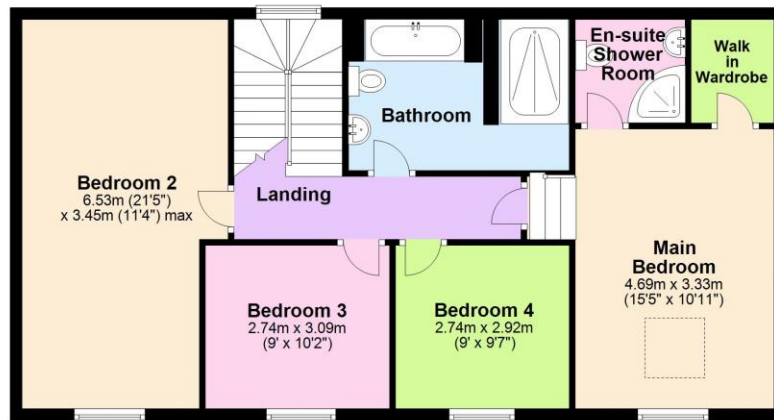 En-suite
Shower
Room
Walk
in
Wardrobe
Bathroom
Bedroom 2
6.53m (21'5")
x 3.45m (11'4") max
Landing
Main
Bedroom
4.69m x 3.33m
(15'5" x 10'11")
Bedroom 3
2.74m x 3.09m
(9' x 10'2")
Bedroom 4
2.74m x 2.92m
(9' x 9'7")